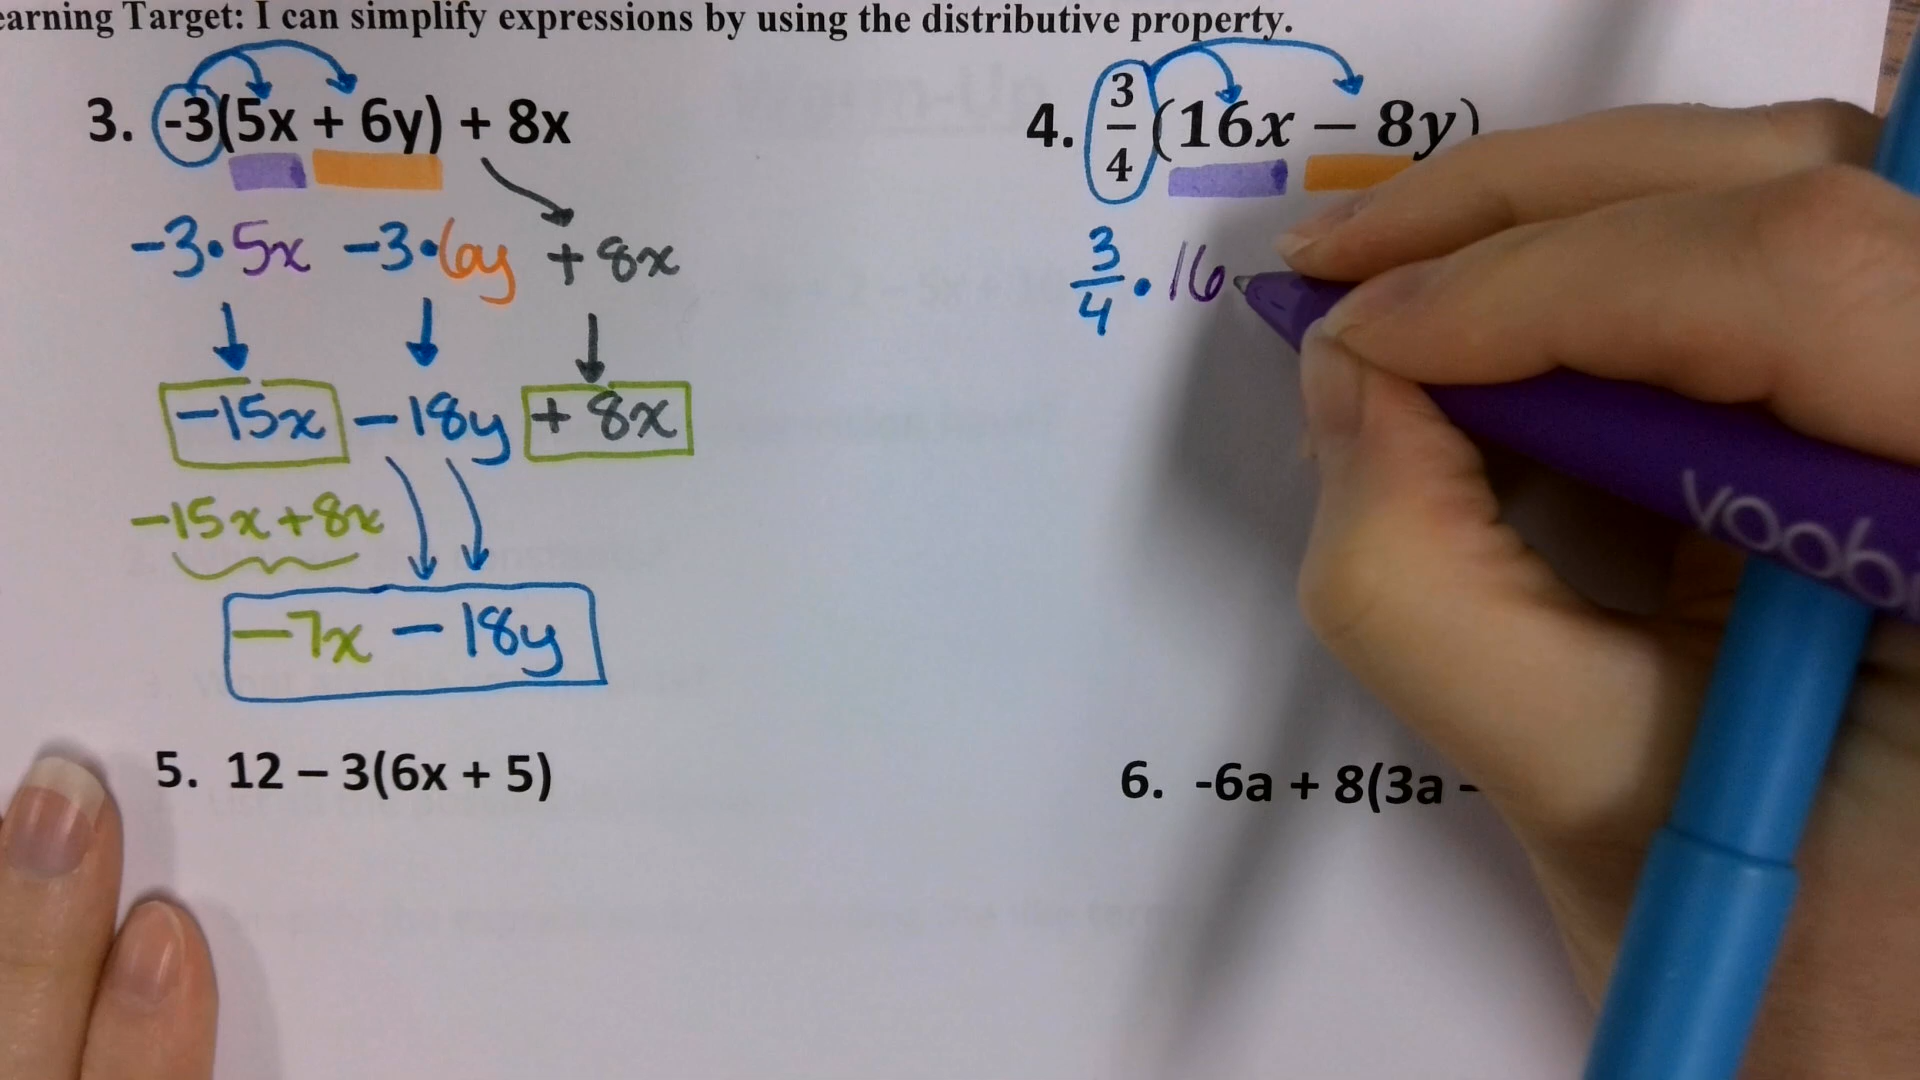 earning Target: I can simplify expressions by using the distributive property.
3. -3(5x + 6y) + 8x
-3•5x -3•6y + 8x
-15x - 18y + 8x
-15x+8x
-7x - 18y
4. 3/4 (16x − 8y)
3/4 • 16
yoobi
5. 12 – 3(6x + 5)
6. -6a + 8(3a -